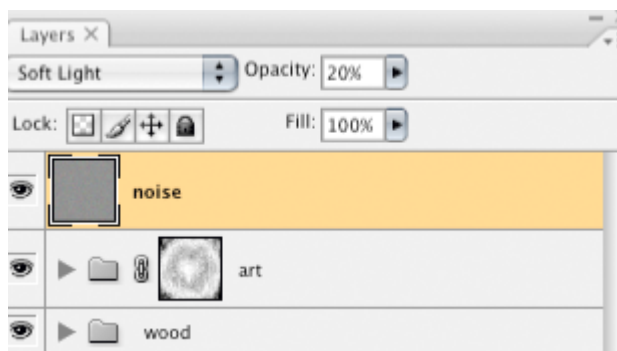 Layers
Soft Light Opacity: 20%
Lock: Fill: 100%
noise
art
wood